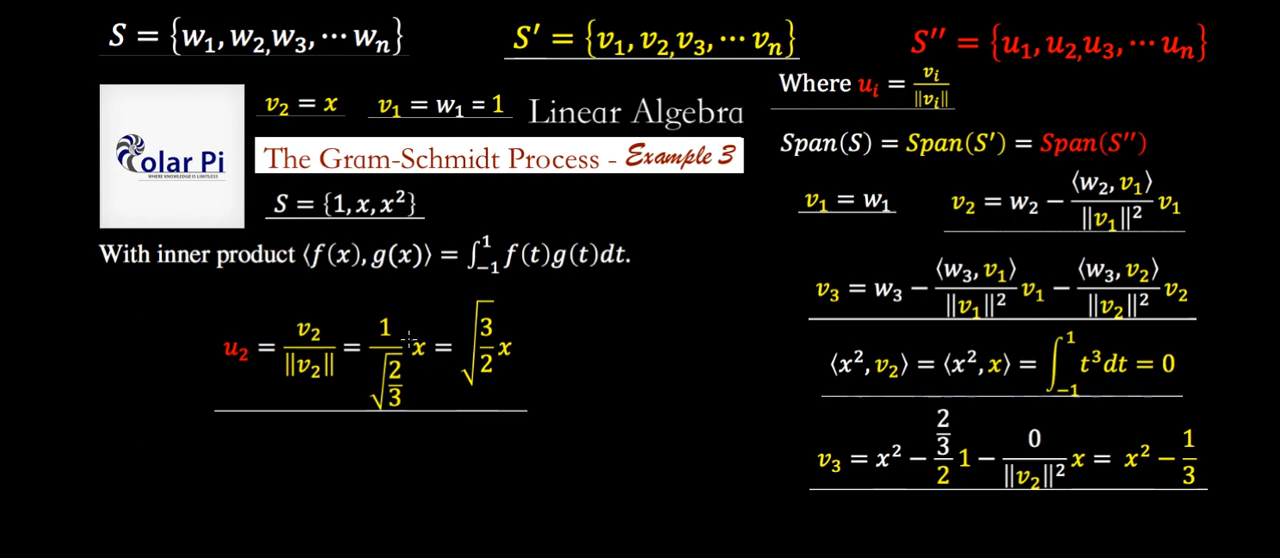 S = {w₁, w₂, w₃, ⋯ wₙ}
S′ = {v₁, v₂, v₃, ⋯ vₙ}
S″ = {u₁, u₂, u₃, ⋯ uₙ}
Where uᵢ = vᵢ / ||vᵢ||
v₂ = x
v₁ = w₁ = 1
Linear Algebra
olar Pi
WHERE KNOWLEDGE IS LIMITLESS
The Gram-Schmidt Process - Example 3
S = {1, x, x²}
With inner product ⟨f(x), g(x)⟩ = ∫₋₁¹ f(t)g(t)dt.
u₂ = v₂ / ||v₂|| = 1 / √(2/3) x = √(3/2) x
Span(S) = Span(S′) = Span(S″)
v₁ = w₁
v₂ = w₂ − ⟨w₂, v₁⟩ / ||v₁||² v₁
v₃ = w₃ − ⟨w₃, v₁⟩ / ||v₁||² v₁ − ⟨w₃, v₂⟩ / ||v₂||² v₂
⟨x², v₂⟩ = ⟨x², x⟩ = ∫₋₁¹ t³dt = 0
v₃ = x² − (2/3) / 2 1 − 0 / ||v₂||² x = x² − 1/3